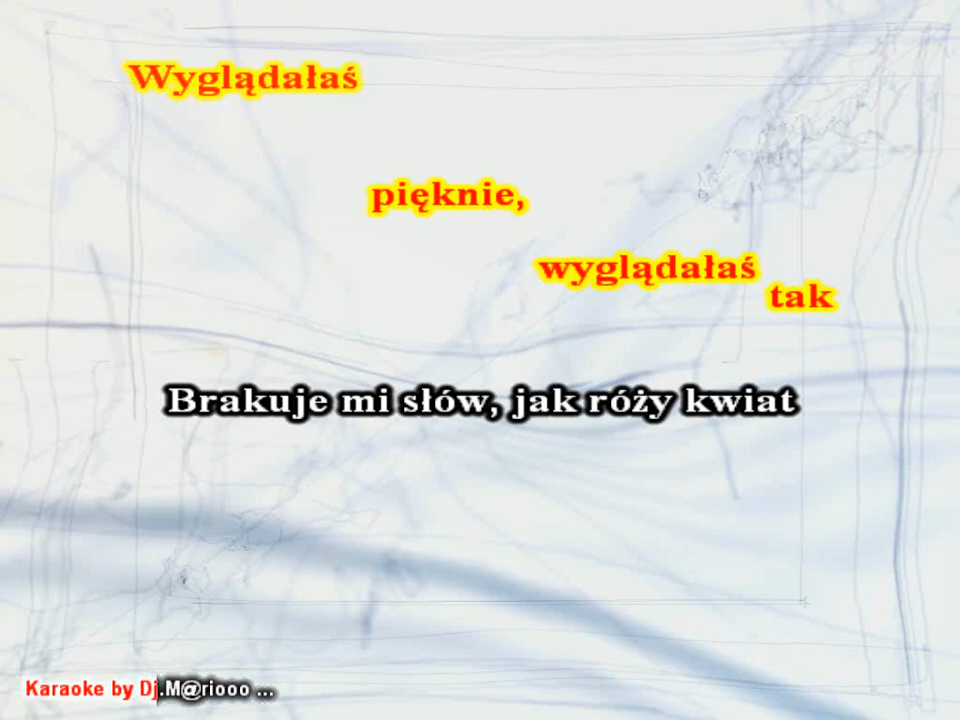 Wyglądałaś
pięknie,
wyglądałaś
tak
Brakuje mi słów, jak róży kwiat
Karaoke by Dj.M@riooo ...